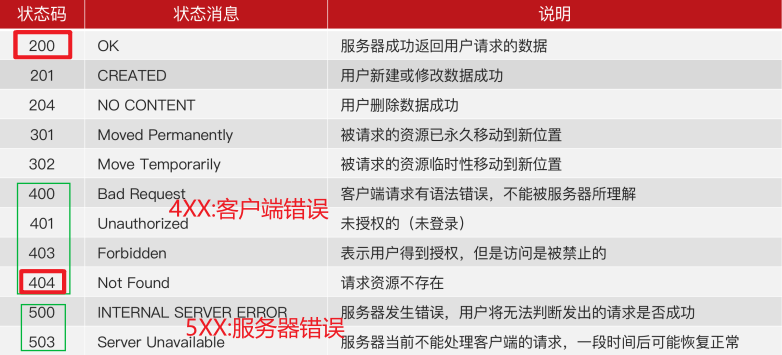 状态码 状态消息 说明
200 OK 服务器成功返回用户请求的数据
201 CREATED 用户新建或修改数据成功
204 NO CONTENT 用户删除数据成功
301 Moved Permanently 被请求的资源已永久移动到新位置
302 Move Temporarily 被请求的资源临时性移动到新位置
400 Bad Request 客户端请求有语法错误，不能被服务器所理解
4XX:客户端错误
401 Unauthorized 未授权的（未登录）
403 Forbidden 表示用户得到授权，但是访问是被禁止的
404 Not Found 请求资源不存在
500 INTERNAL SERVER ERROR 服务器发生错误，用户将无法判断发出的请求是否成功
5XX:服务器错误
503 Server Unavailable 服务器当前不能处理客户端的请求，一段时间后可能恢复正常